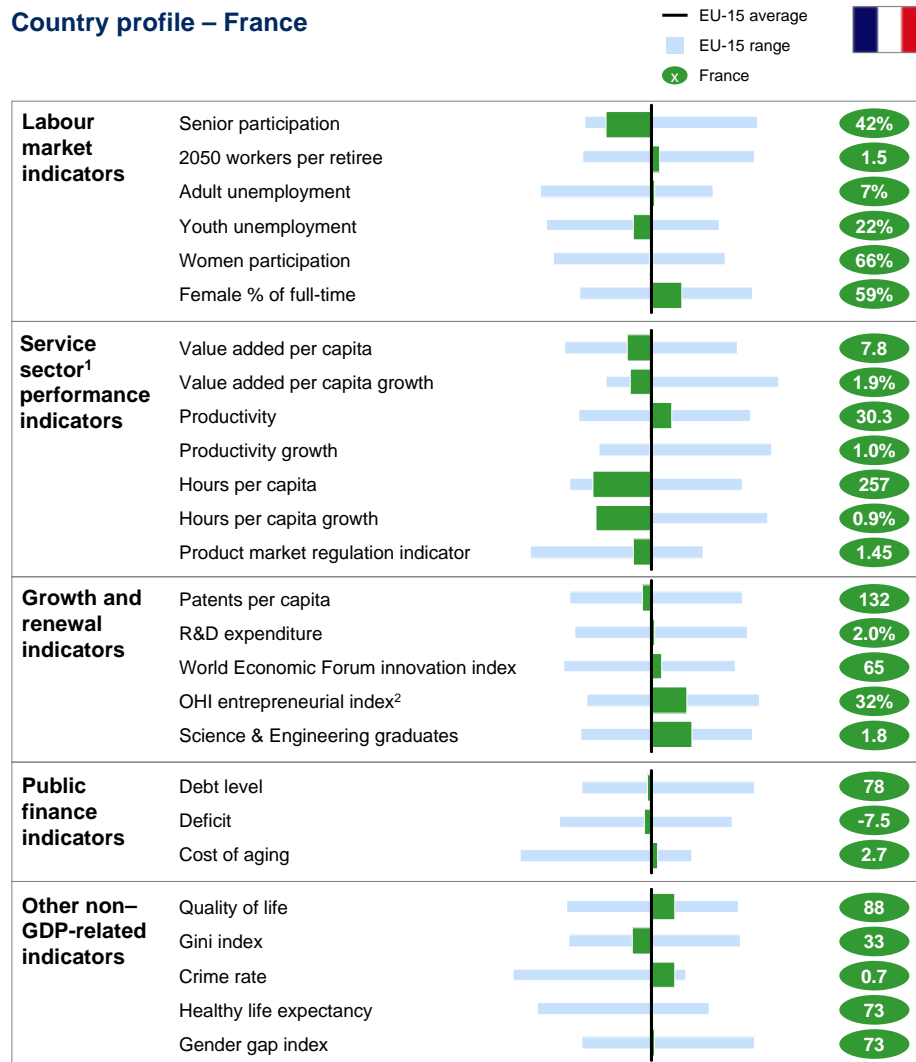 Country profile – France
EU-15 average
EU-15 range
x France
Labour
market
indicators
Senior participation 42%
2050 workers per retiree 1.5
Adult unemployment 7%
Youth unemployment 22%
Women participation 66%
Female % of full-time 59%
Service
sector¹
performance
indicators
Value added per capita 7.8
Value added per capita growth 1.9%
Productivity 30.3
Productivity growth 1.0%
Hours per capita 257
Hours per capita growth 0.9%
Product market regulation indicator 1.45
Growth and
renewal
indicators
Patents per capita 132
R&D expenditure 2.0%
World Economic Forum innovation index 65
OHI entrepreneurial index² 32%
Science & Engineering graduates 1.8
Public
finance
indicators
Debt level 78
Deficit -7.5
Cost of aging 2.7
Other non–
GDP-related
indicators
Quality of life 88
Gini index 33
Crime rate 0.7
Healthy life expectancy 73
Gender gap index 73